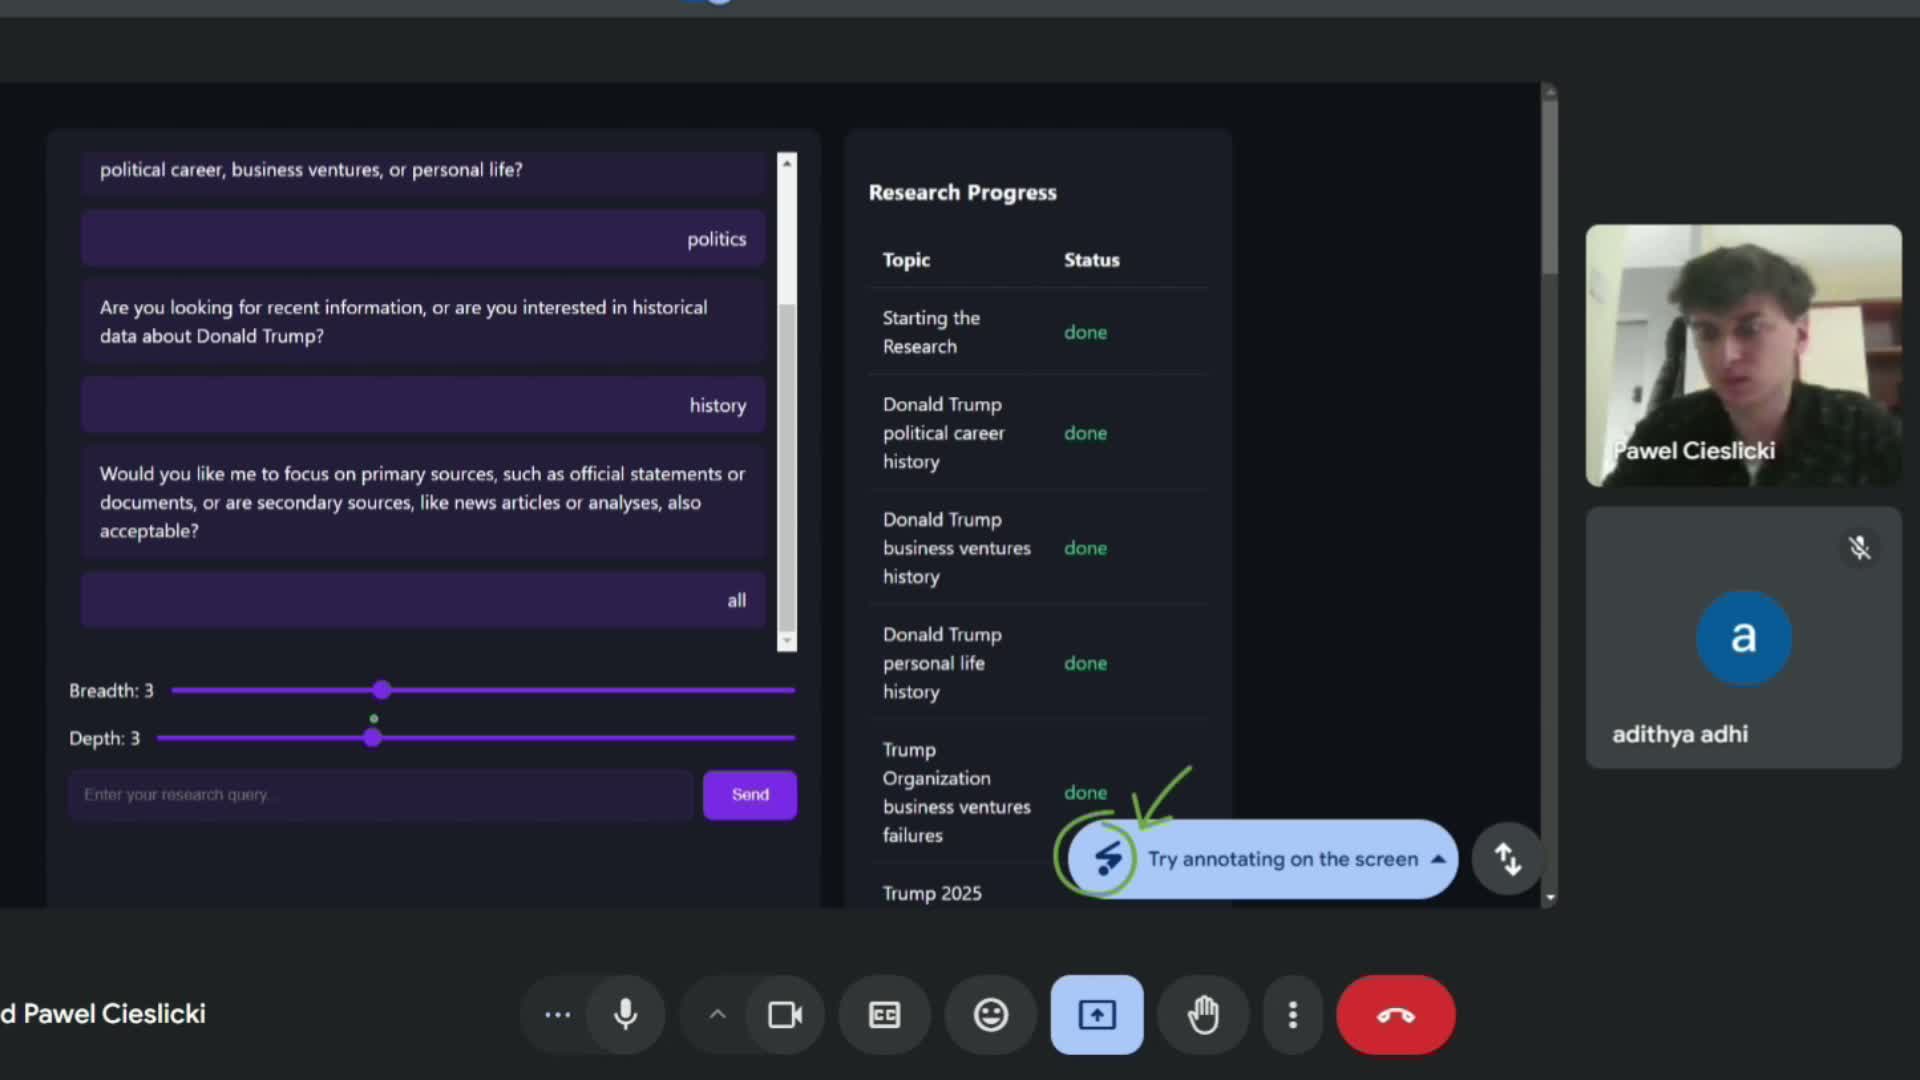 political career, business ventures, or personal life?
politics
Are you looking for recent information, or are you interested in historical
data about Donald Trump?
history
Would you like me to focus on primary sources, such as official statements or
documents, or are secondary sources, like news articles or analyses, also
acceptable?
all
Breadth: 3
Depth: 3
Enter your research query...
Send
Research Progress
Topic Status
Starting the
Research
done
Donald Trump
political career
history
done
Donald Trump
business ventures
history
done
Donald Trump
personal life
history
done
Trump
Organization
business ventures
failures
done
Trump 2025
Try annotating on the screen
Pawel Cieslicki
a
adithya adhi
d Pawel Cieslicki
CC